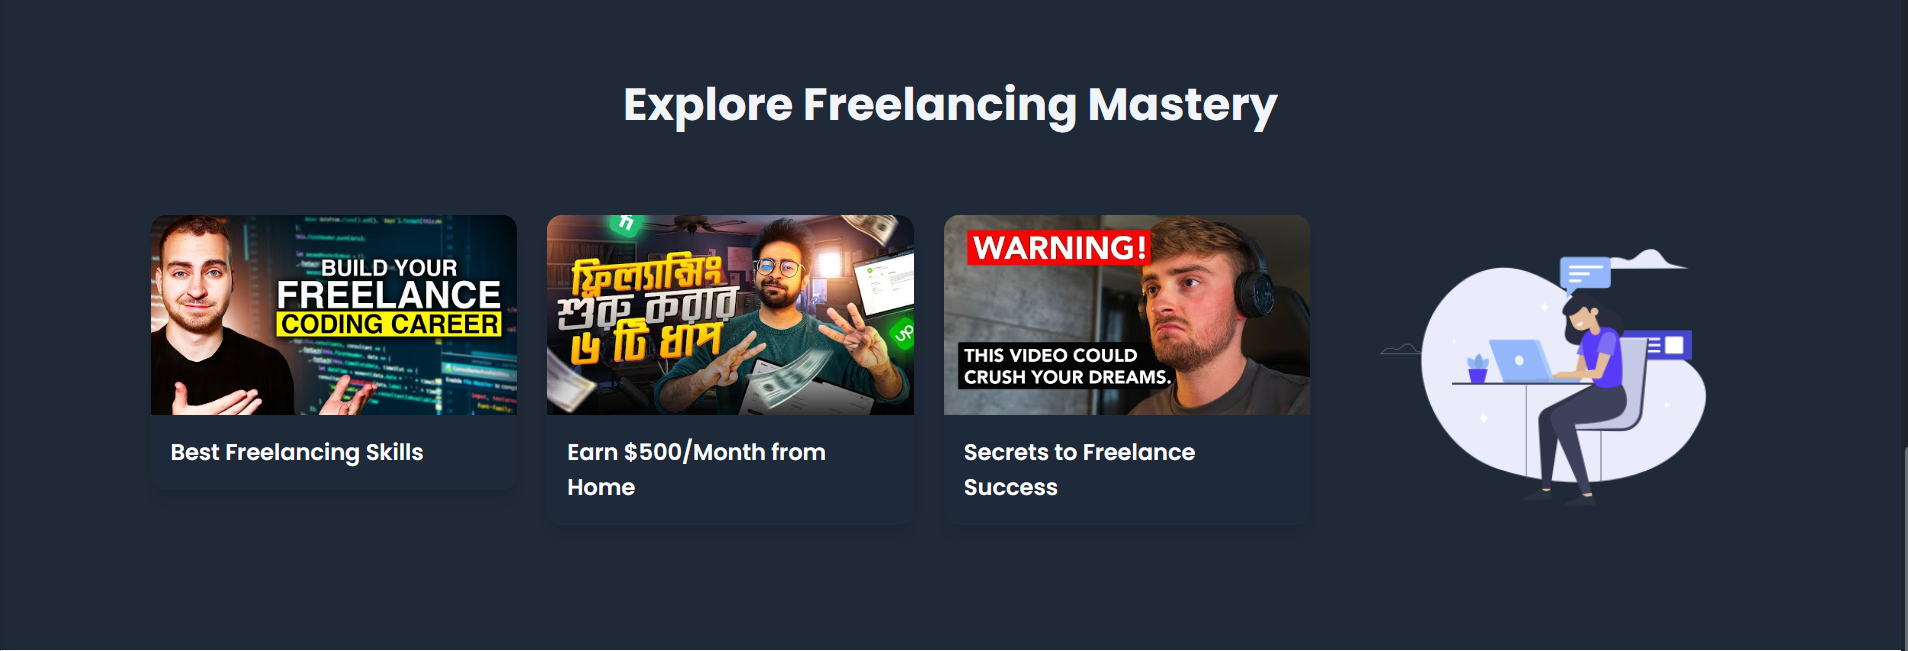 Explore Freelancing Mastery
BUILD YOUR
FREELANCE
CODING CAREER
Best Freelancing Skills
ফ্রিল্যান্সিং
শুরু করার
৬ টি ধাপ
Earn $500/Month from
Home
WARNING!
THIS VIDEO COULD
CRUSH YOUR DREAMS.
Secrets to Freelance
Success